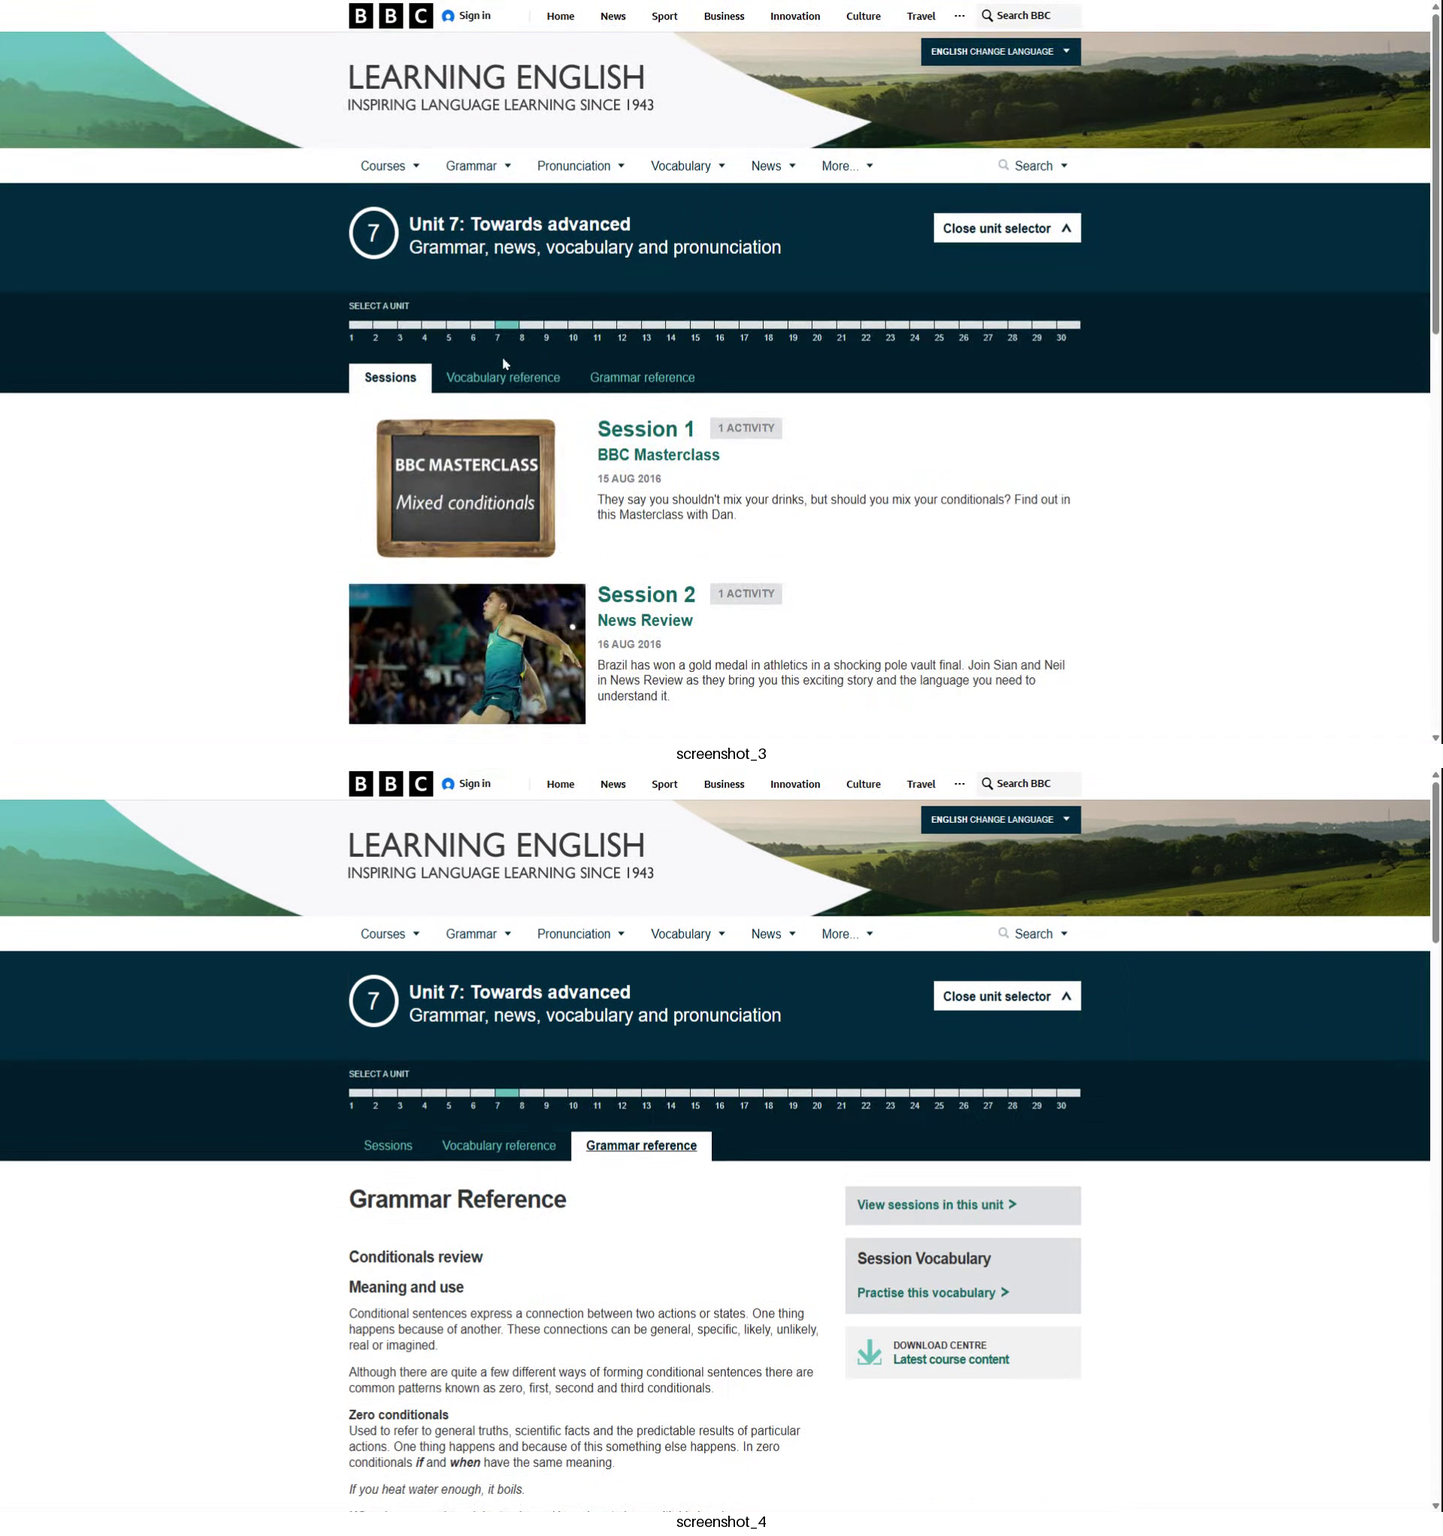 BBC
Sign in
Home
News
Sport
Business
Innovation
Culture
Travel
···
Search BBC
ENGLISH CHANGE LANGUAGE
LEARNING ENGLISH
INSPIRING LANGUAGE LEARNING SINCE 1943
Courses
Grammar
Pronunciation
Vocabulary
News
More...
Search
7
Unit 7: Towards advanced
Grammar, news, vocabulary and pronunciation
Close unit selector
SELECT A UNIT
1 2 3 4 5 6 7 8 9 10 11 12 13 14 15 16 17 18 19 20 21 22 23 24 25 26 27 28 29 30
Sessions
Vocabulary reference
Grammar reference
BBC MASTERCLASS
Mixed conditionals
Session 1
1 ACTIVITY
BBC Masterclass
15 AUG 2016
They say you shouldn't mix your drinks, but should you mix your conditionals? Find out in
this Masterclass with Dan.
Session 2
1 ACTIVITY
News Review
16 AUG 2016
Brazil has won a gold medal in athletics in a shocking pole vault final. Join Sian and Neil
in News Review as they bring you this exciting story and the language you need to
understand it.
screenshot_3
BBC
Sign in
Home
News
Sport
Business
Innovation
Culture
Travel
···
Search BBC
ENGLISH CHANGE LANGUAGE
LEARNING ENGLISH
INSPIRING LANGUAGE LEARNING SINCE 1943
Courses
Grammar
Pronunciation
Vocabulary
News
More...
Search
7
Unit 7: Towards advanced
Grammar, news, vocabulary and pronunciation
Close unit selector
SELECT A UNIT
1 2 3 4 5 6 7 8 9 10 11 12 13 14 15 16 17 18 19 20 21 22 23 24 25 26 27 28 29 30
Sessions
Vocabulary reference
Grammar reference
Grammar Reference
Conditionals review
Meaning and use
Conditional sentences express a connection between two actions or states. One thing
happens because of another. These connections can be general, specific, likely, unlikely,
real or imagined.
Although there are quite a few different ways of forming conditional sentences there are
common patterns known as zero, first, second and third conditionals.
Zero conditionals
Used to refer to general truths, scientific facts and the predictable results of particular
actions. One thing happens and because of this something else happens. In zero
conditionals if and when have the same meaning.
If you heat water enough, it boils.
View sessions in this unit >
Session Vocabulary
Practise this vocabulary >
DOWNLOAD CENTRE
Latest course content
screenshot_4